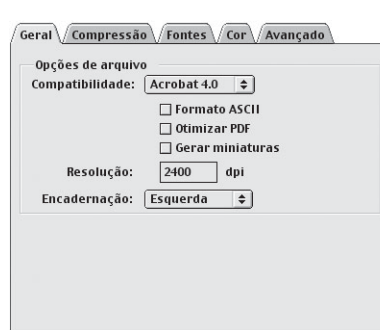 Geral Compressão Fontes Cor Avançado
Opções de arquivo
Compatibilidade: Acrobat 4.0
Formato ASCII
Otimizar PDF
Gerar miniaturas
Resolução: 2400 dpi
Encadernação: Esquerda